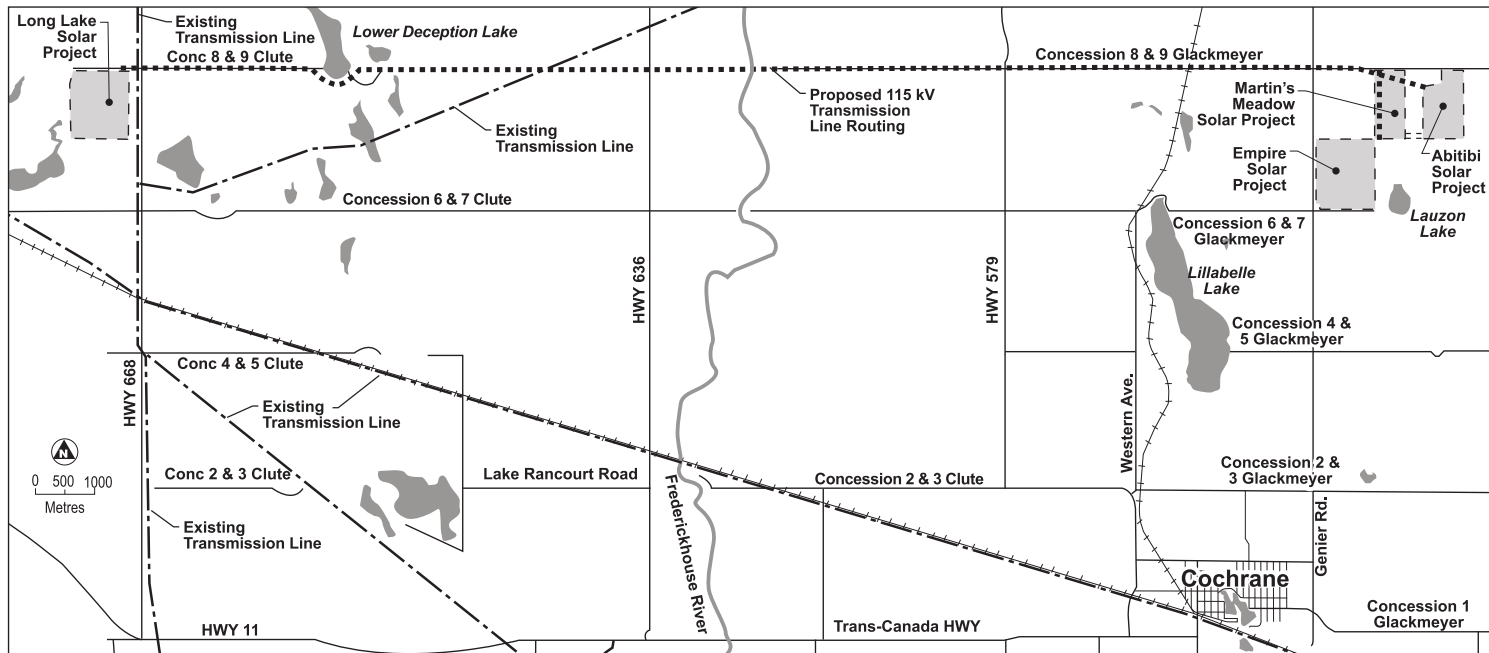 Long Lake
Solar
Project
Existing
Transmission Line
Conc 8 & 9 Clute
Lower Deception Lake
Concession 8 & 9 Glackmeyer
Proposed 115 kV
Transmission
Line Routing
Martin's
Meadow
Solar Project
Existing
Transmission Line
Empire
Solar
Project
Abitibi
Solar
Project
Concession 6 & 7 Clute
Concession 6 & 7
Glackmeyer
Lauzon
Lake
HWY 636
HWY 579
Lillabelle
Lake
Concession 4 &
5 Glackmeyer
Conc 4 & 5 Clute
HWY 668
Existing
Transmission Line
Western Ave.
N
0 500 1000
Metres
Conc 2 & 3 Clute
Lake Rancourt Road
Concession 2 & 3 Clute
Concession 2 &
3 Glackmeyer
Existing
Transmission Line
Frederickhouse River
Genier Rd.
Cochrane
HWY 11
Trans-Canada HWY
Concession 1
Glackmeyer